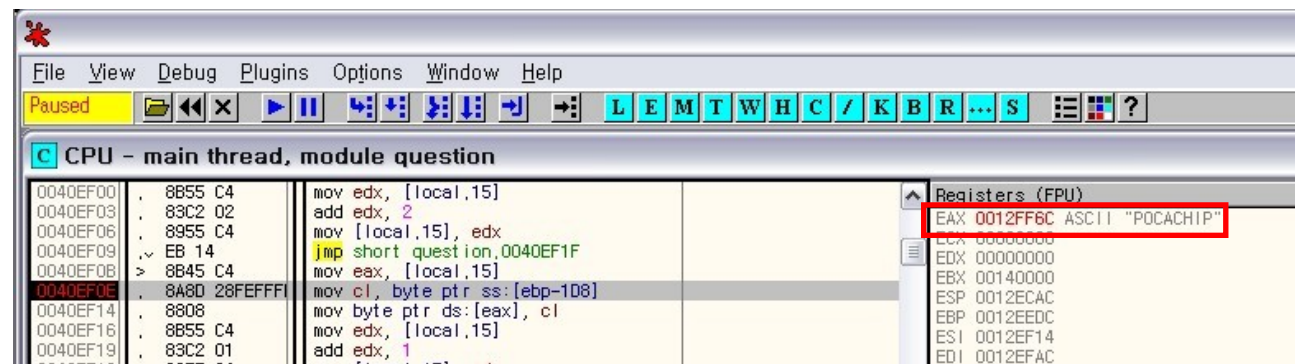 File View Debug Plugins Options Window Help
Paused L E M T W H C / K B R ... S ?
C CPU - main thread, module question
0040EF00 . 8B55 C4 mov edx, [local.15]
0040EF03 . 83C2 02 add edx, 2
0040EF06 . 8955 C4 mov [local.15], edx
0040EF09 .v EB 14 jmp short question.0040EF1F
0040EF0B > 8B45 C4 mov eax, [local.15]
0040EF0E . 8A8D 28FEFFFF mov cl, byte ptr ss:[ebp-1D8]
0040EF14 . 8808 mov byte ptr ds:[eax], cl
0040EF16 . 8B55 C4 mov edx, [local.15]
0040EF19 . 83C2 01 add edx, 1
Registers (FPU)
EAX 0012FF6C ASCII "POCACHIP"
ECX 00000000
EDX 00000000
EBX 00140000
ESP 0012ECAC
EBP 0012EEDC
ESI 0012EF14
EDI 0012EFAC